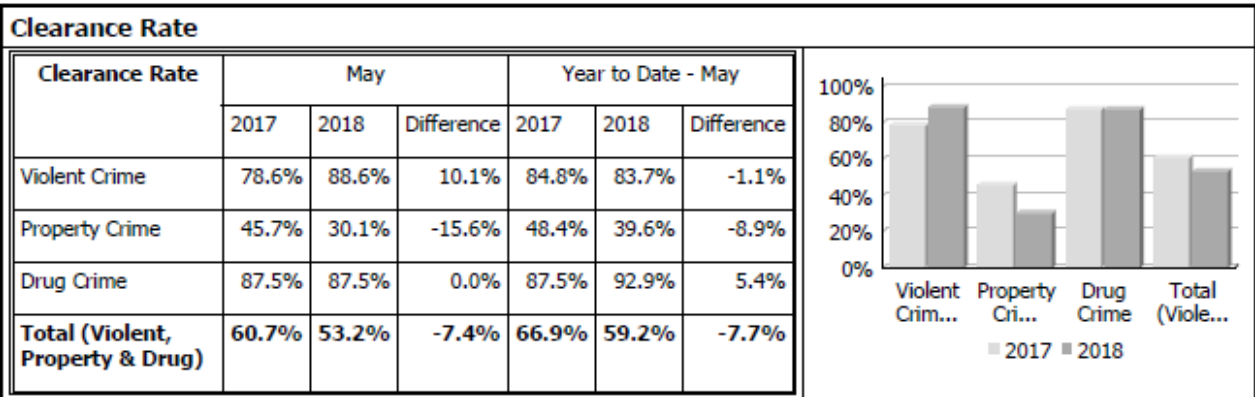 Clearance Rate
Clearance Rate May Year to Date - May
2017 2018 Difference 2017 2018 Difference
Violent Crime 78.6% 88.6% 10.1% 84.8% 83.7% -1.1%
Property Crime 45.7% 30.1% -15.6% 48.4% 39.6% -8.9%
Drug Crime 87.5% 87.5% 0.0% 87.5% 92.9% 5.4%
Total (Violent, 60.7% 53.2% -7.4% 66.9% 59.2% -7.7%
Property & Drug)
100%
80%
60%
40%
20%
0%
Violent Property Drug Total
Crim... Cri... Crime (Viole...
2017 2018